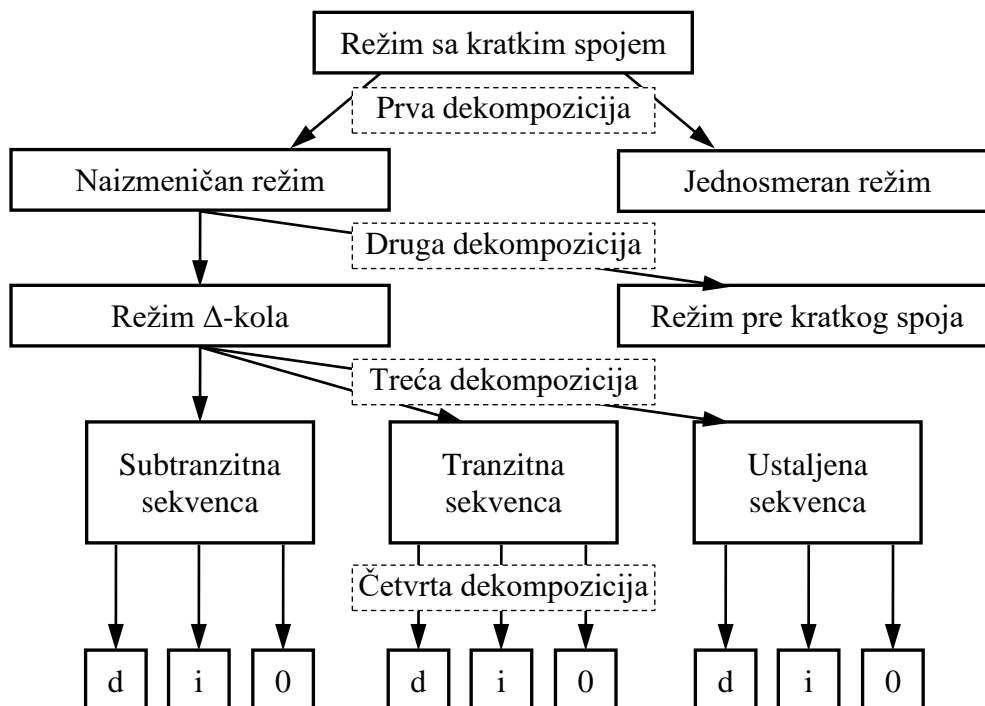 Režim sa kratkim spojem
Prva dekompozicija
Naizmeničan režim
Jednosmeran režim
Druga dekompozicija
Režim Δ-kola
Režim pre kratkog spoja
Treća dekompozicija
Subtranzitna
sekvenca
Tranzitna
sekvenca
Ustaljena
sekvenca
Četvrta dekompozicija
d i 0 d i 0 d i 0